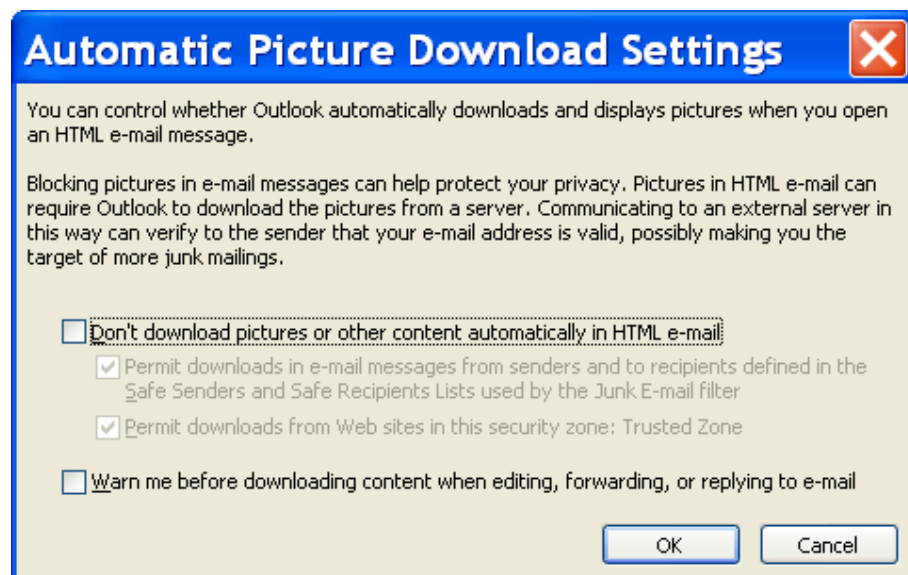 Automatic Picture Download Settings
You can control whether Outlook automatically downloads and displays pictures when you open
an HTML e-mail message.
Blocking pictures in e-mail messages can help protect your privacy. Pictures in HTML e-mail can
require Outlook to download the pictures from a server. Communicating to an external server in
this way can verify to the sender that your e-mail address is valid, possibly making you the
target of more junk mailings.
Don't download pictures or other content automatically in HTML e-mail
Permit downloads in e-mail messages from senders and to recipients defined in the
Safe Senders and Safe Recipients Lists used by the Junk E-mail filter
Permit downloads from Web sites in this security zone: Trusted Zone
Warn me before downloading content when editing, forwarding, or replying to e-mail
OK Cancel